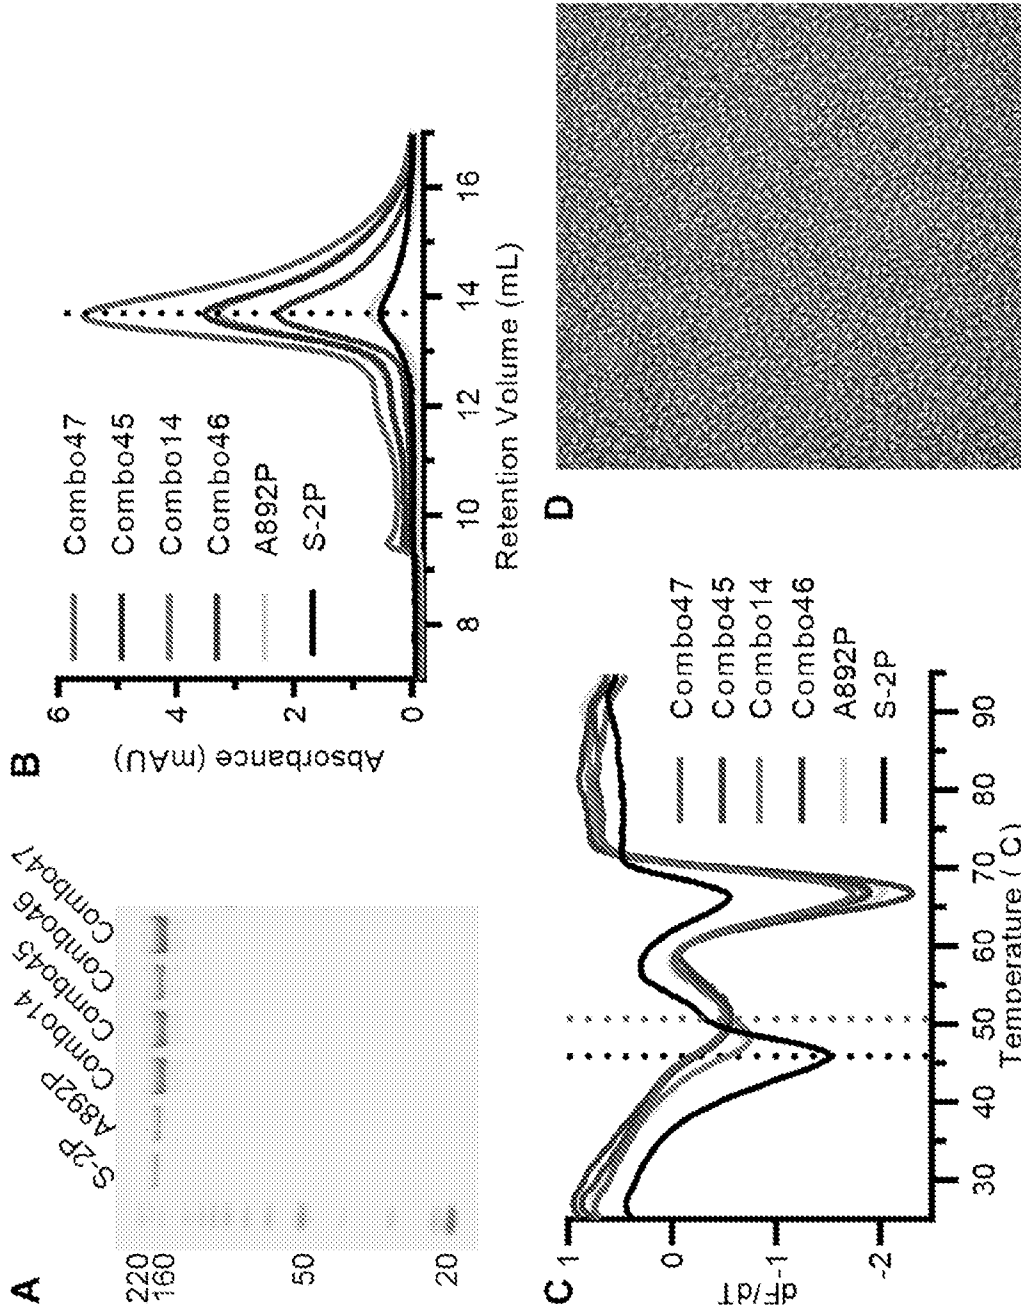 A
S-2P
A892P
Combo14
Combo45
Combo46
Combo47
220
160
50
20
B
Absorbance (mAU)
6
4
2
0
Combo47
Combo45
Combo14
Combo46
A892P
S-2P
8
10
12
14
16
Retention Volume (mL)
C
dF/dT
1
0
-1
-2
Combo47
Combo45
Combo14
Combo46
A892P
S-2P
30
40
50
60
70
80
90
Temperature ( C)
D